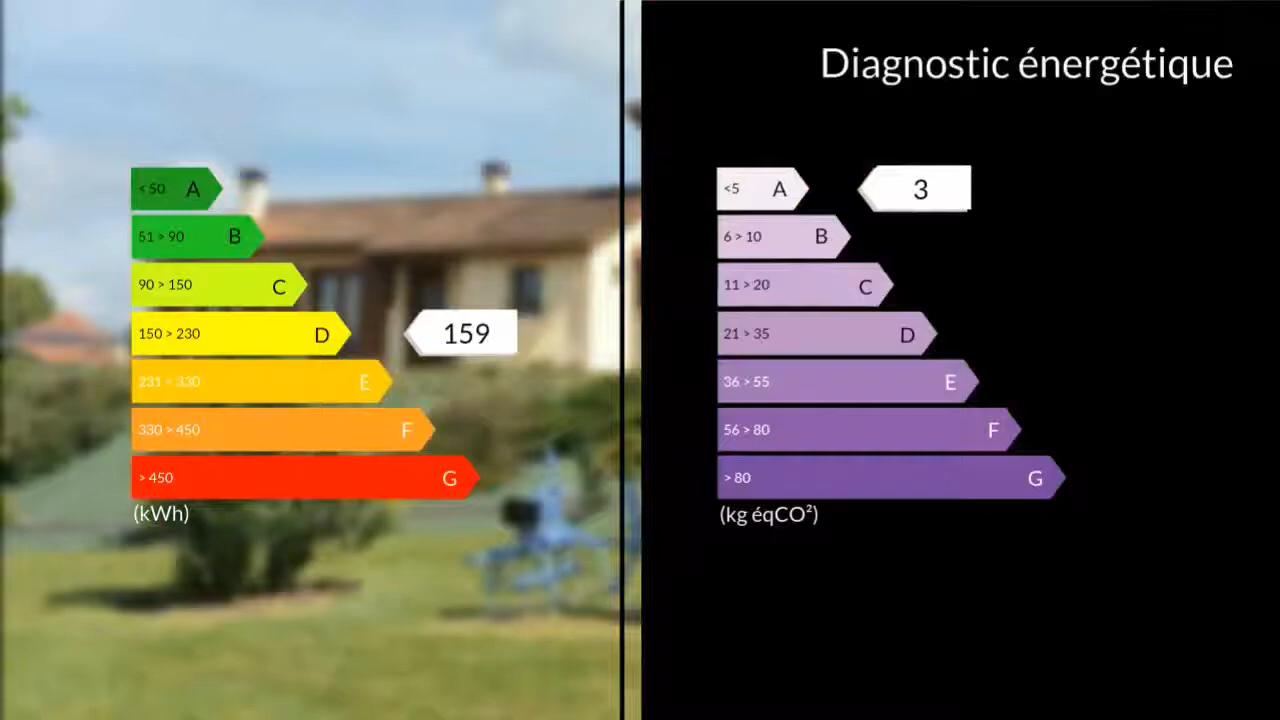 Diagnostic énergétique
< 50 A
51 > 90 B
90 > 150 C
150 > 230 D
159
231 > 330 E
330 > 450 F
> 450 G
(kWh)
<5 A
3
6 > 10 B
11 > 20 C
21 > 35 D
36 > 55 E
56 > 80 F
> 80 G
(kg éqCO²)